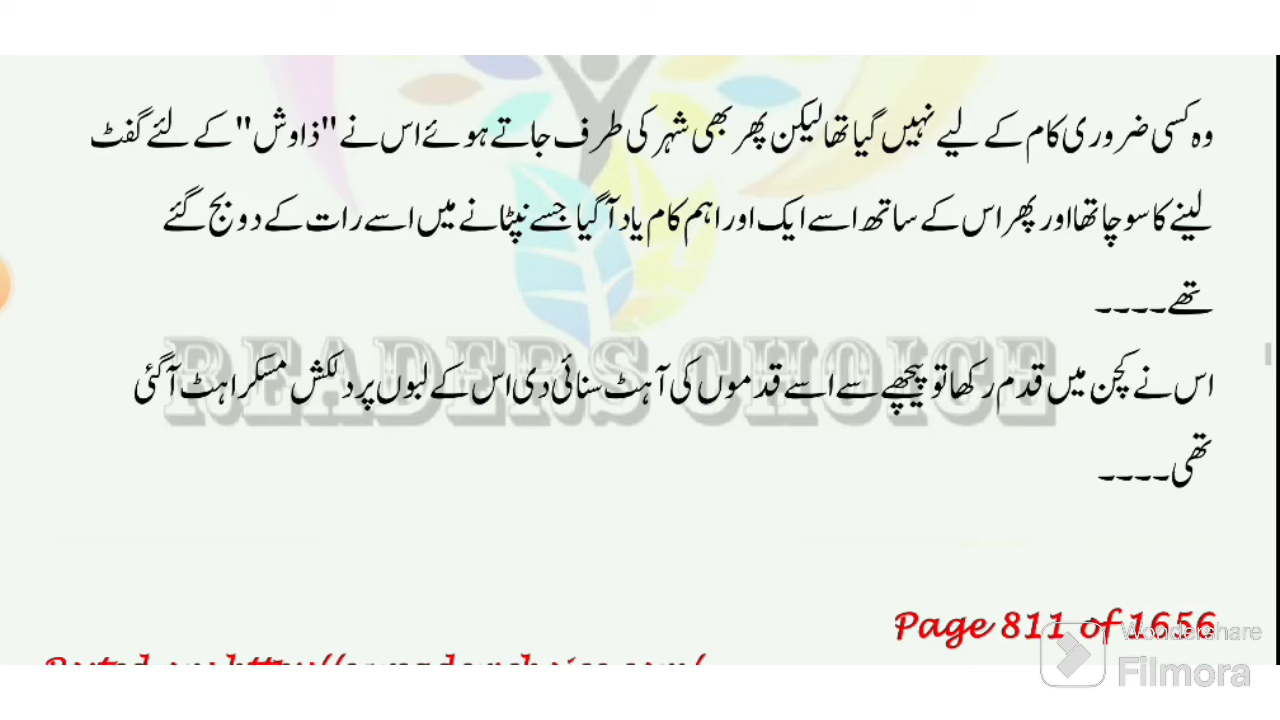 وہ کسی ضروری کام کے لیے نہیں گیا تھا لیکن پھر بھی شہر کی طرف جاتے ہوئے اس نے "ذاوش" کے لئے گفٹ
لینے کا سوچا تھا اور پھر اس کے ساتھ اسے ایک اور اہم کام یاد آ گیا جسے نپٹانے میں اسے رات کے دو بج گئے
تھے۔۔۔۔
READERS CHOICE
اس نے کچن میں قدم رکھا تو پیچھے سے اسے قدموں کی آہٹ سنائی دی اس کے لبوں پر دلکش مسکراہٹ آ گئی
تھی۔۔۔۔
Page 811 of 1656
Wondershare
Filmora